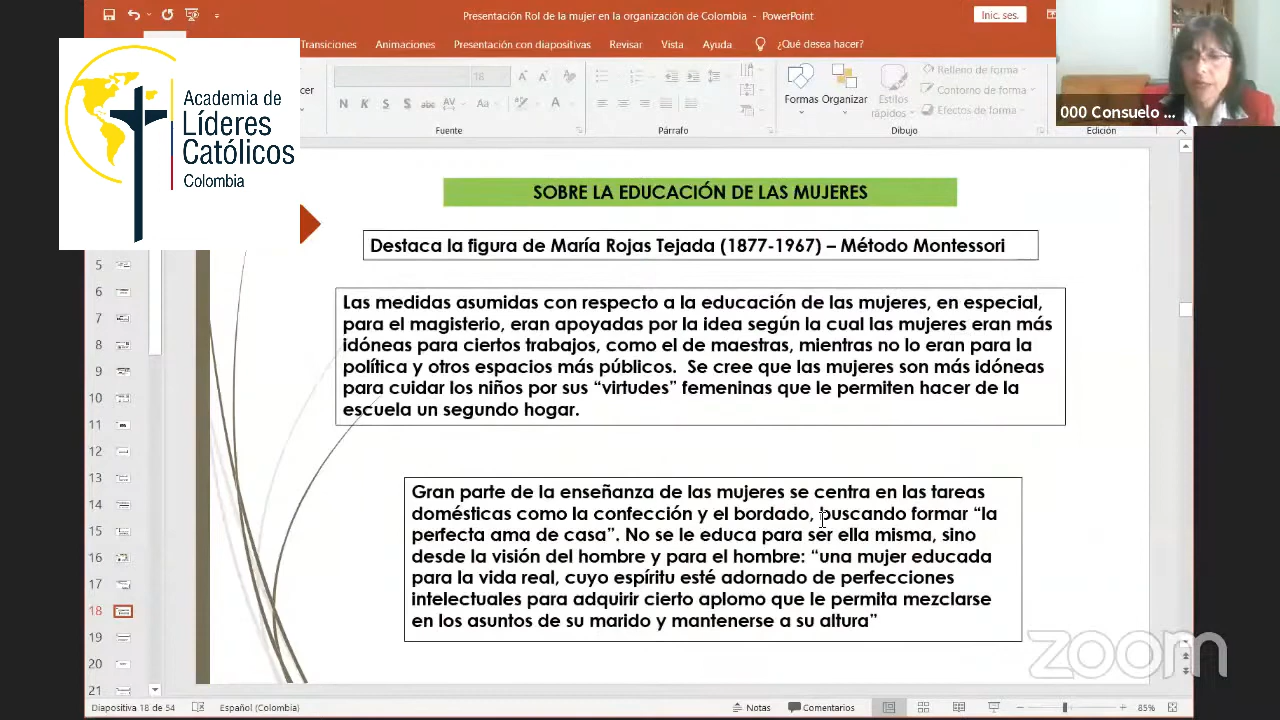 Presentación Rol de la mujer en la organización de Colombia - PowerPoint
Inic. ses.
Transiciones Animaciones Presentación con diapositivas Revisar Vista Ayuda ¿Qué desea hacer?
Academia de
Líderes
Católicos
Colombia
18
N K S S abc AV Aa A
Formas Organizar Estilos
rápidos
Relleno de forma
Contorno de forma
Efectos de forma
Fuente Párrafo Dibujo Edición
000 Consuelo ...
SOBRE LA EDUCACIÓN DE LAS MUJERES
Destaca la figura de María Rojas Tejada (1877-1967) – Método Montessori
Las medidas asumidas con respecto a la educación de las mujeres, en especial,
para el magisterio, eran apoyadas por la idea según la cual las mujeres eran más
idóneas para ciertos trabajos, como el de maestras, mientras no lo eran para la
política y otros espacios más públicos. Se cree que las mujeres son más idóneas
para cuidar los niños por sus “virtudes” femeninas que le permiten hacer de la
escuela un segundo hogar.
Gran parte de la enseñanza de las mujeres se centra en las tareas
domésticas como la confección y el bordado, buscando formar “la
perfecta ama de casa”. No se le educa para ser ella misma, sino
desde la visión del hombre y para el hombre: “una mujer educada
para la vida real, cuyo espíritu esté adornado de perfecciones
intelectuales para adquirir cierto aplomo que le permita mezclarse
en los asuntos de su marido y mantenerse a su altura”
5
6
7
8
9
10
11
12
13
14
15
16
17
18
19
20
21
zoom
Diapositiva 18 de 54 Español (Colombia) Notas Comentarios 85%